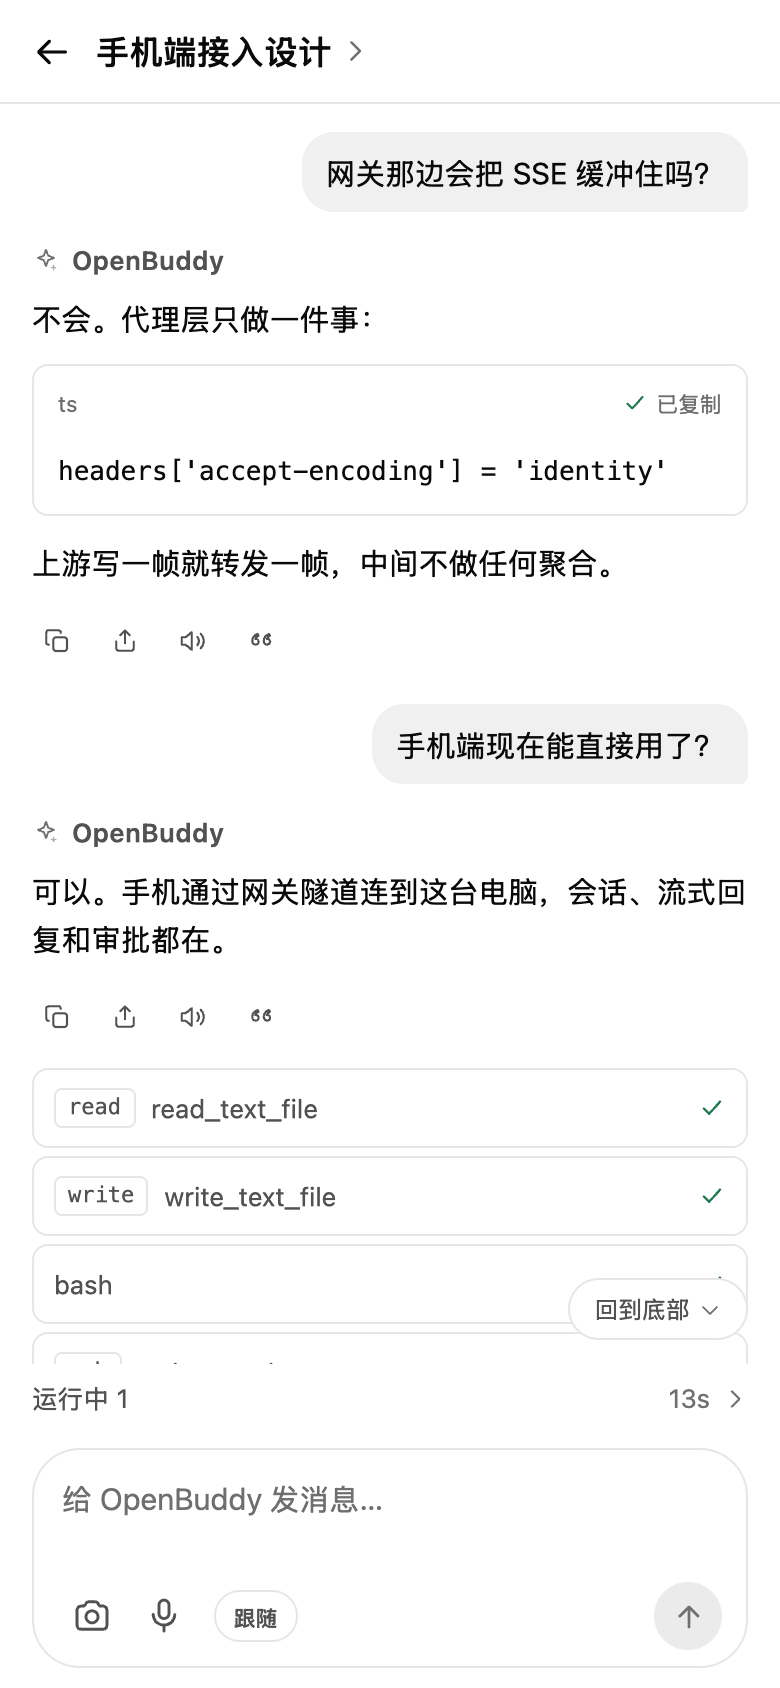 手机端接入设计
网关那边会把 SSE 缓冲住吗?
OpenBuddy
不会。代理层只做一件事：
ts
已复制
headers['accept-encoding'] = 'identity'
上游写一帧就转发一帧，中间不做任何聚合。
手机端现在能直接用了?
OpenBuddy
可以。手机通过网关隧道连到这台电脑，会话、流式回
复和审批都在。
read read_text_file
write write_text_file
bash
回到底部
运行中 1
13s
给 OpenBuddy 发消息...
跟随